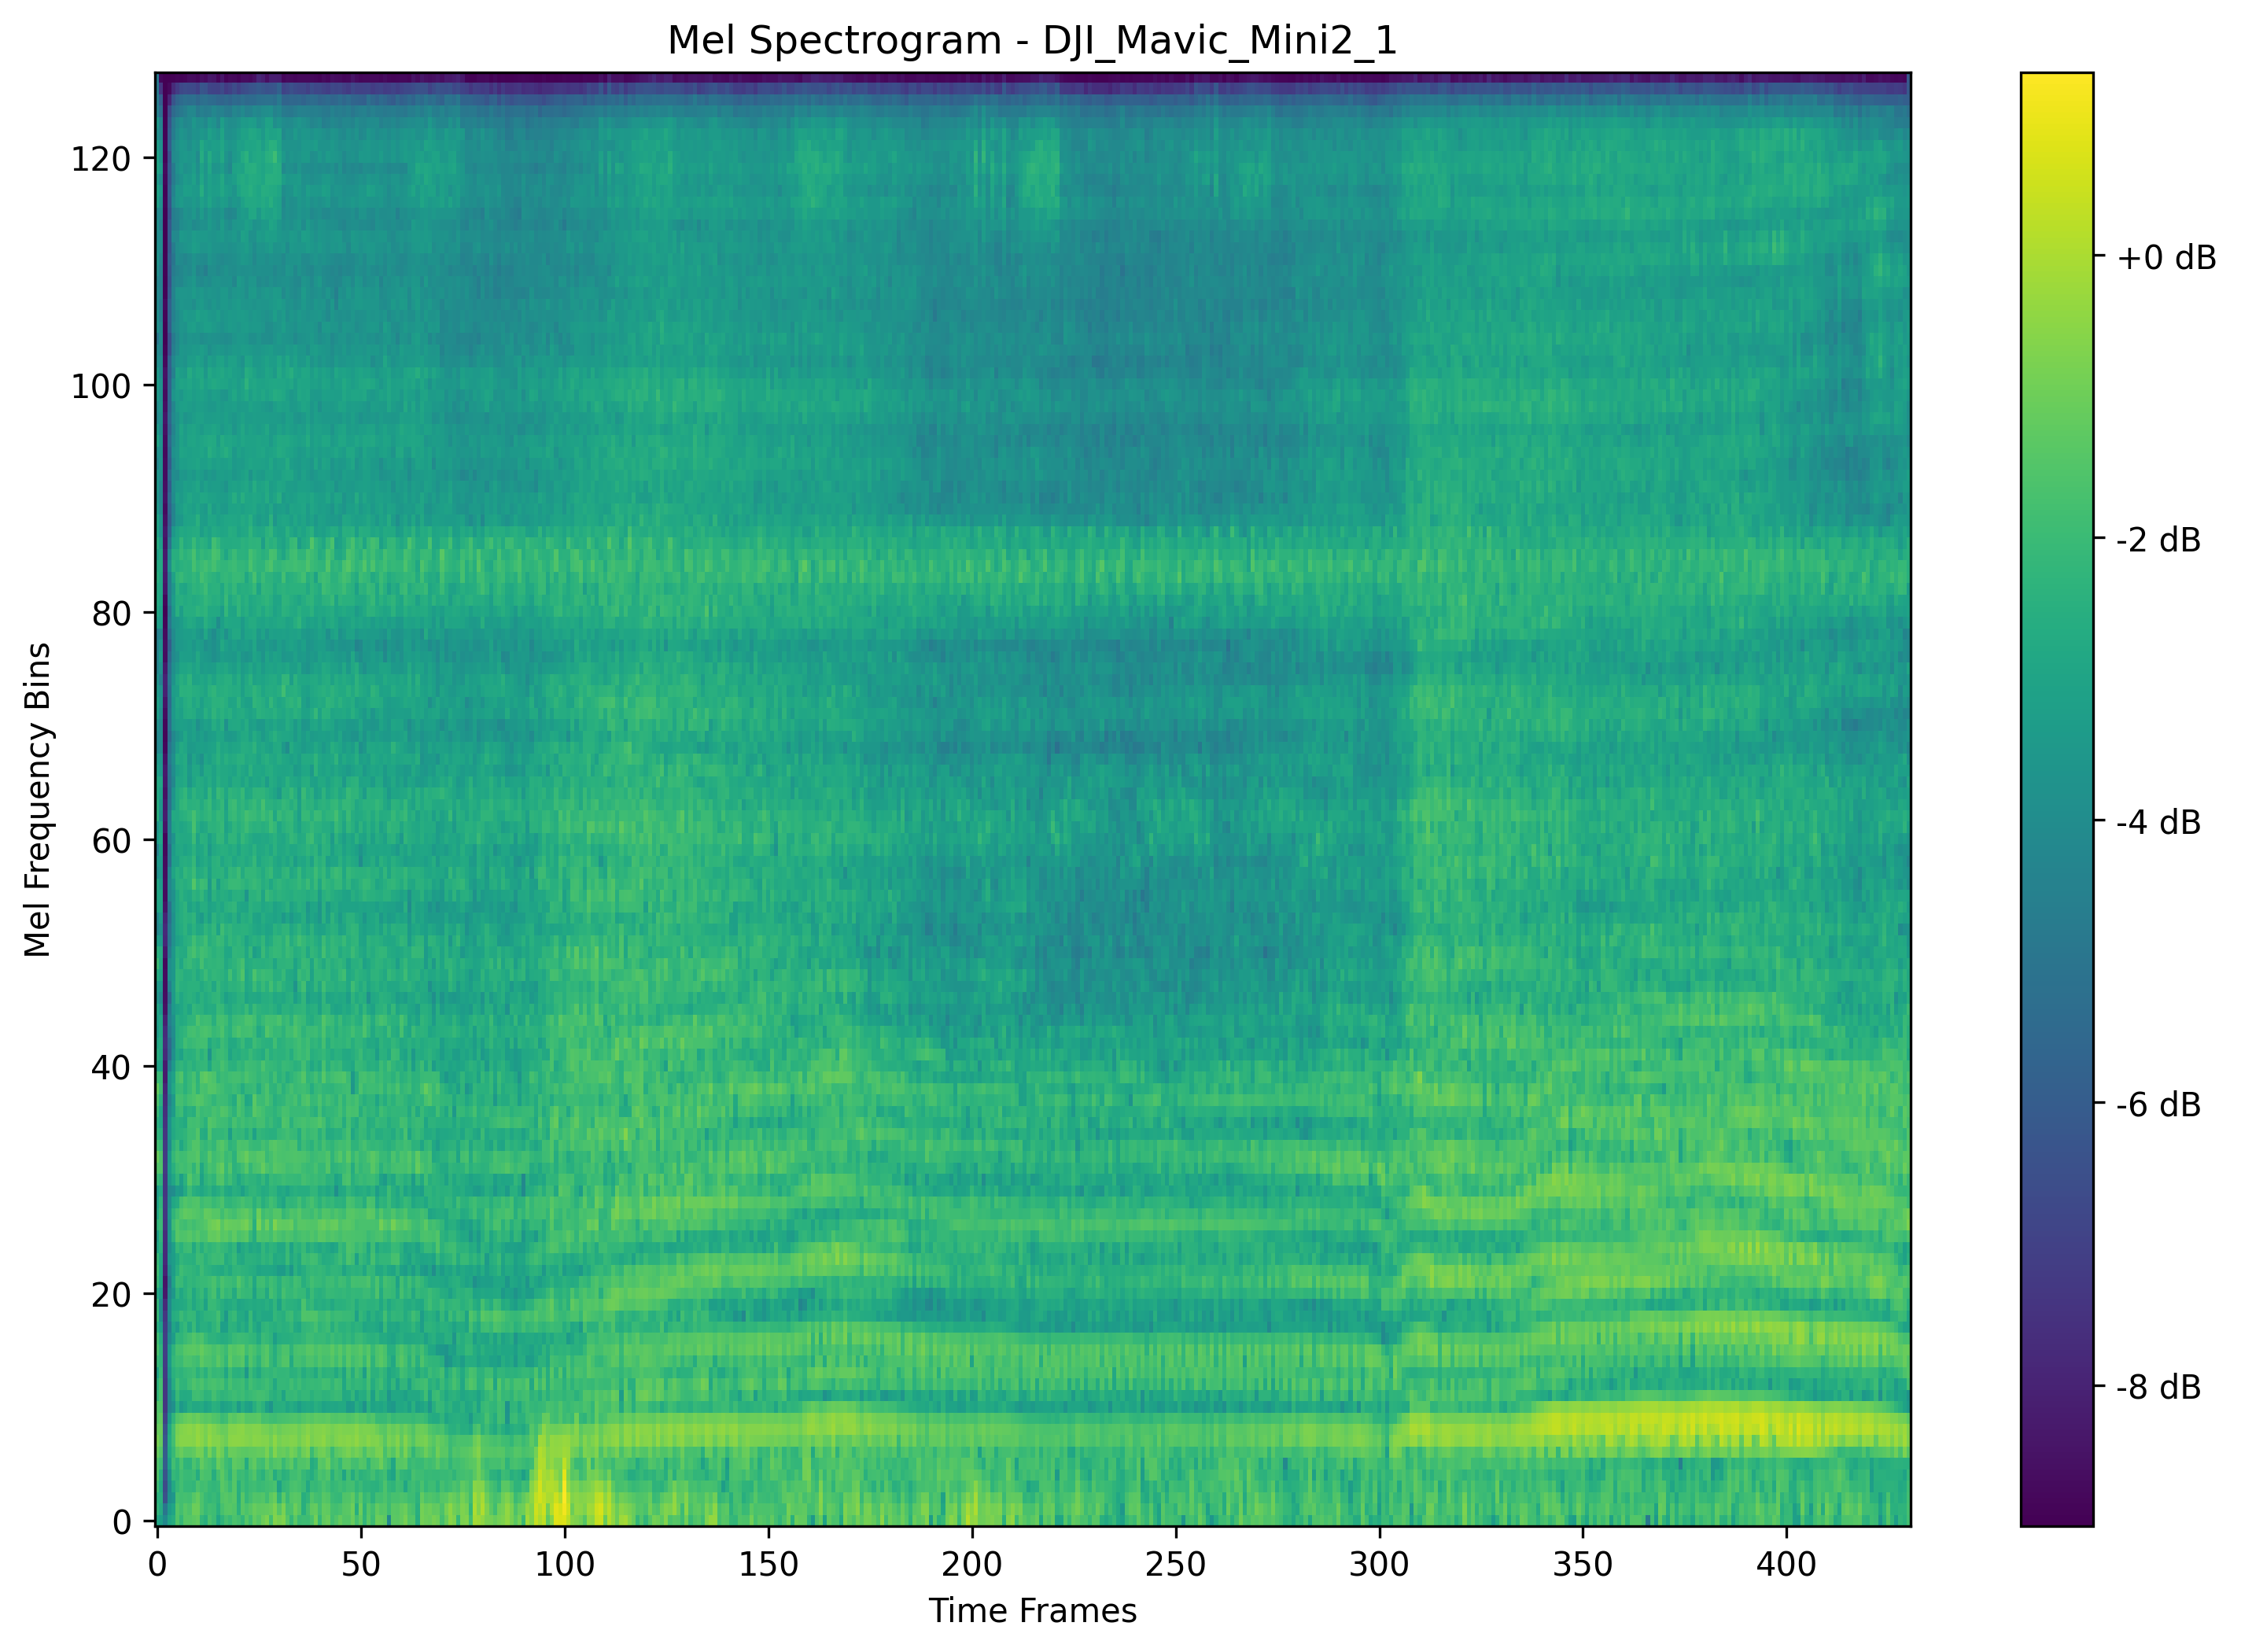 Mel Spectrogram - DJI_Mavic_Mini2_1
Mel Frequency Bins
120
100
80
60
40
20
0
0 50 100 150 200 250 300 350 400
Time Frames
+0 dB
-2 dB
-4 dB
-6 dB
-8 dB